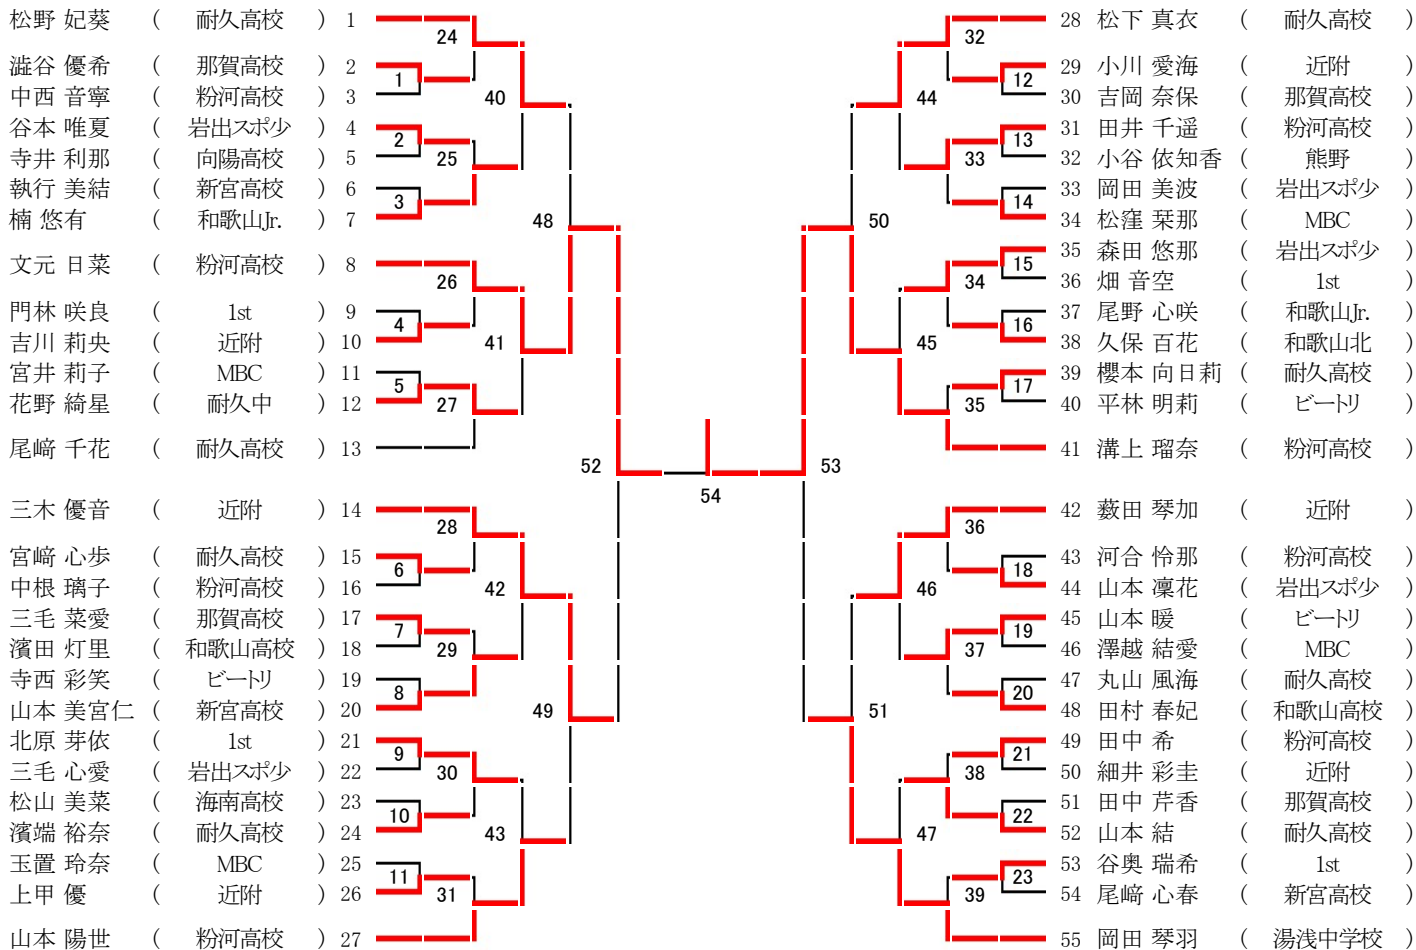 松野 妃葵 ( 耐久高校 ) 1
澁谷 優希 ( 那賀高校 ) 2
中西 音寧 ( 粉河高校 ) 3
谷本 唯夏 ( 岩出スポ少 ) 4
寺井 利那 ( 向陽高校 ) 5
執行 美結 ( 新宮高校 ) 6
楠 悠有 ( 和歌山Jr. ) 7
文元 日菜 ( 粉河高校 ) 8
門林 咲良 ( 1st ) 9
吉川 莉央 ( 近附 ) 10
宮井 莉子 ( MBC ) 11
花野 綺星 ( 耐久中 ) 12
尾﨑 千花 ( 耐久高校 ) 13
三木 優音 ( 近附 ) 14
宮﨑 心歩 ( 耐久高校 ) 15
中根 璃子 ( 粉河高校 ) 16
三毛 菜愛 ( 那賀高校 ) 17
濱田 灯里 ( 和歌山高校 ) 18
寺西 彩笑 ( ビートリ ) 19
山本 美宮仁 ( 新宮高校 ) 20
北原 芽依 ( 1st ) 21
三毛 心愛 ( 岩出スポ少 ) 22
松山 美菜 ( 海南高校 ) 23
濱端 裕奈 ( 耐久高校 ) 24
玉置 玲奈 ( MBC ) 25
上甲 優 ( 近附 ) 26
山本 陽世 ( 粉河高校 ) 27
1
2
3
4
5
6
7
8
9
10
11
24
25
26
27
28
29
30
31
40
41
42
43
48
49
52
54
53
50
51
44
45
46
47
32
33
34
35
36
37
38
39
12
13
14
15
16
17
18
19
20
21
22
23
28 松下 真衣 ( 耐久高校 )
29 小川 愛海 ( 近附 )
30 吉岡 奈保 ( 那賀高校 )
31 田井 千遥 ( 粉河高校 )
32 小谷 依知香 ( 熊野 )
33 岡田 美波 ( 岩出スポ少 )
34 松窪 栞那 ( MBC )
35 森田 悠那 ( 岩出スポ少 )
36 畑 音空 ( 1st )
37 尾野 心咲 ( 和歌山Jr. )
38 久保 百花 ( 和歌山北 )
39 櫻本 向日莉 ( 耐久高校 )
40 平林 明莉 ( ビートリ )
41 溝上 瑠奈 ( 粉河高校 )
42 薮田 琴加 ( 近附 )
43 河合 怜那 ( 粉河高校 )
44 山本 凜花 ( 岩出スポ少 )
45 山本 暖 ( ビートリ )
46 澤越 結愛 ( MBC )
47 丸山 風海 ( 耐久高校 )
48 田村 春妃 ( 和歌山高校 )
49 田中 希 ( 粉河高校 )
50 細井 彩圭 ( 近附 )
51 田中 芹香 ( 那賀高校 )
52 山本 結 ( 耐久高校 )
53 谷奥 瑞希 ( 1st )
54 尾﨑 心春 ( 新宮高校 )
55 岡田 琴羽 ( 湯浅中学校 )